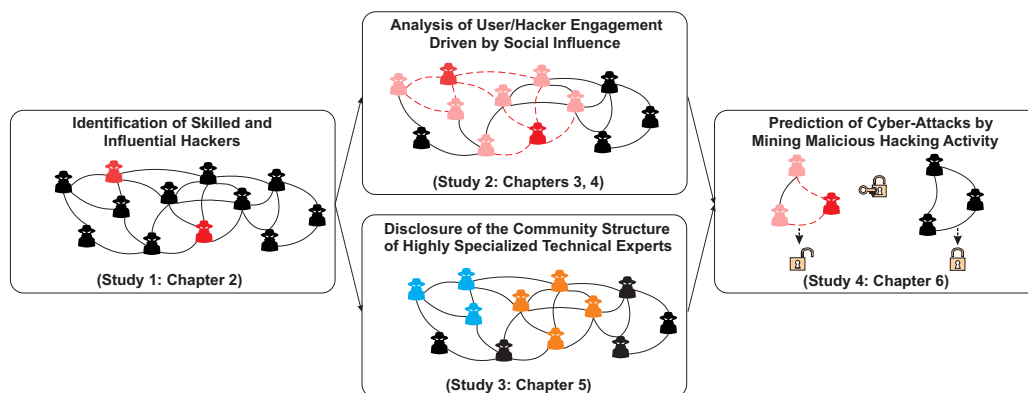 Identification of Skilled and
Influential Hackers
(Study 1: Chapter 2)
Analysis of User/Hacker Engagement
Driven by Social Influence
(Study 2: Chapters 3, 4)
Disclosure of the Community Structure
of Highly Specialized Technical Experts
(Study 3: Chapter 5)
Prediction of Cyber-Attacks by
Mining Malicious Hacking Activity
(Study 4: Chapter 6)